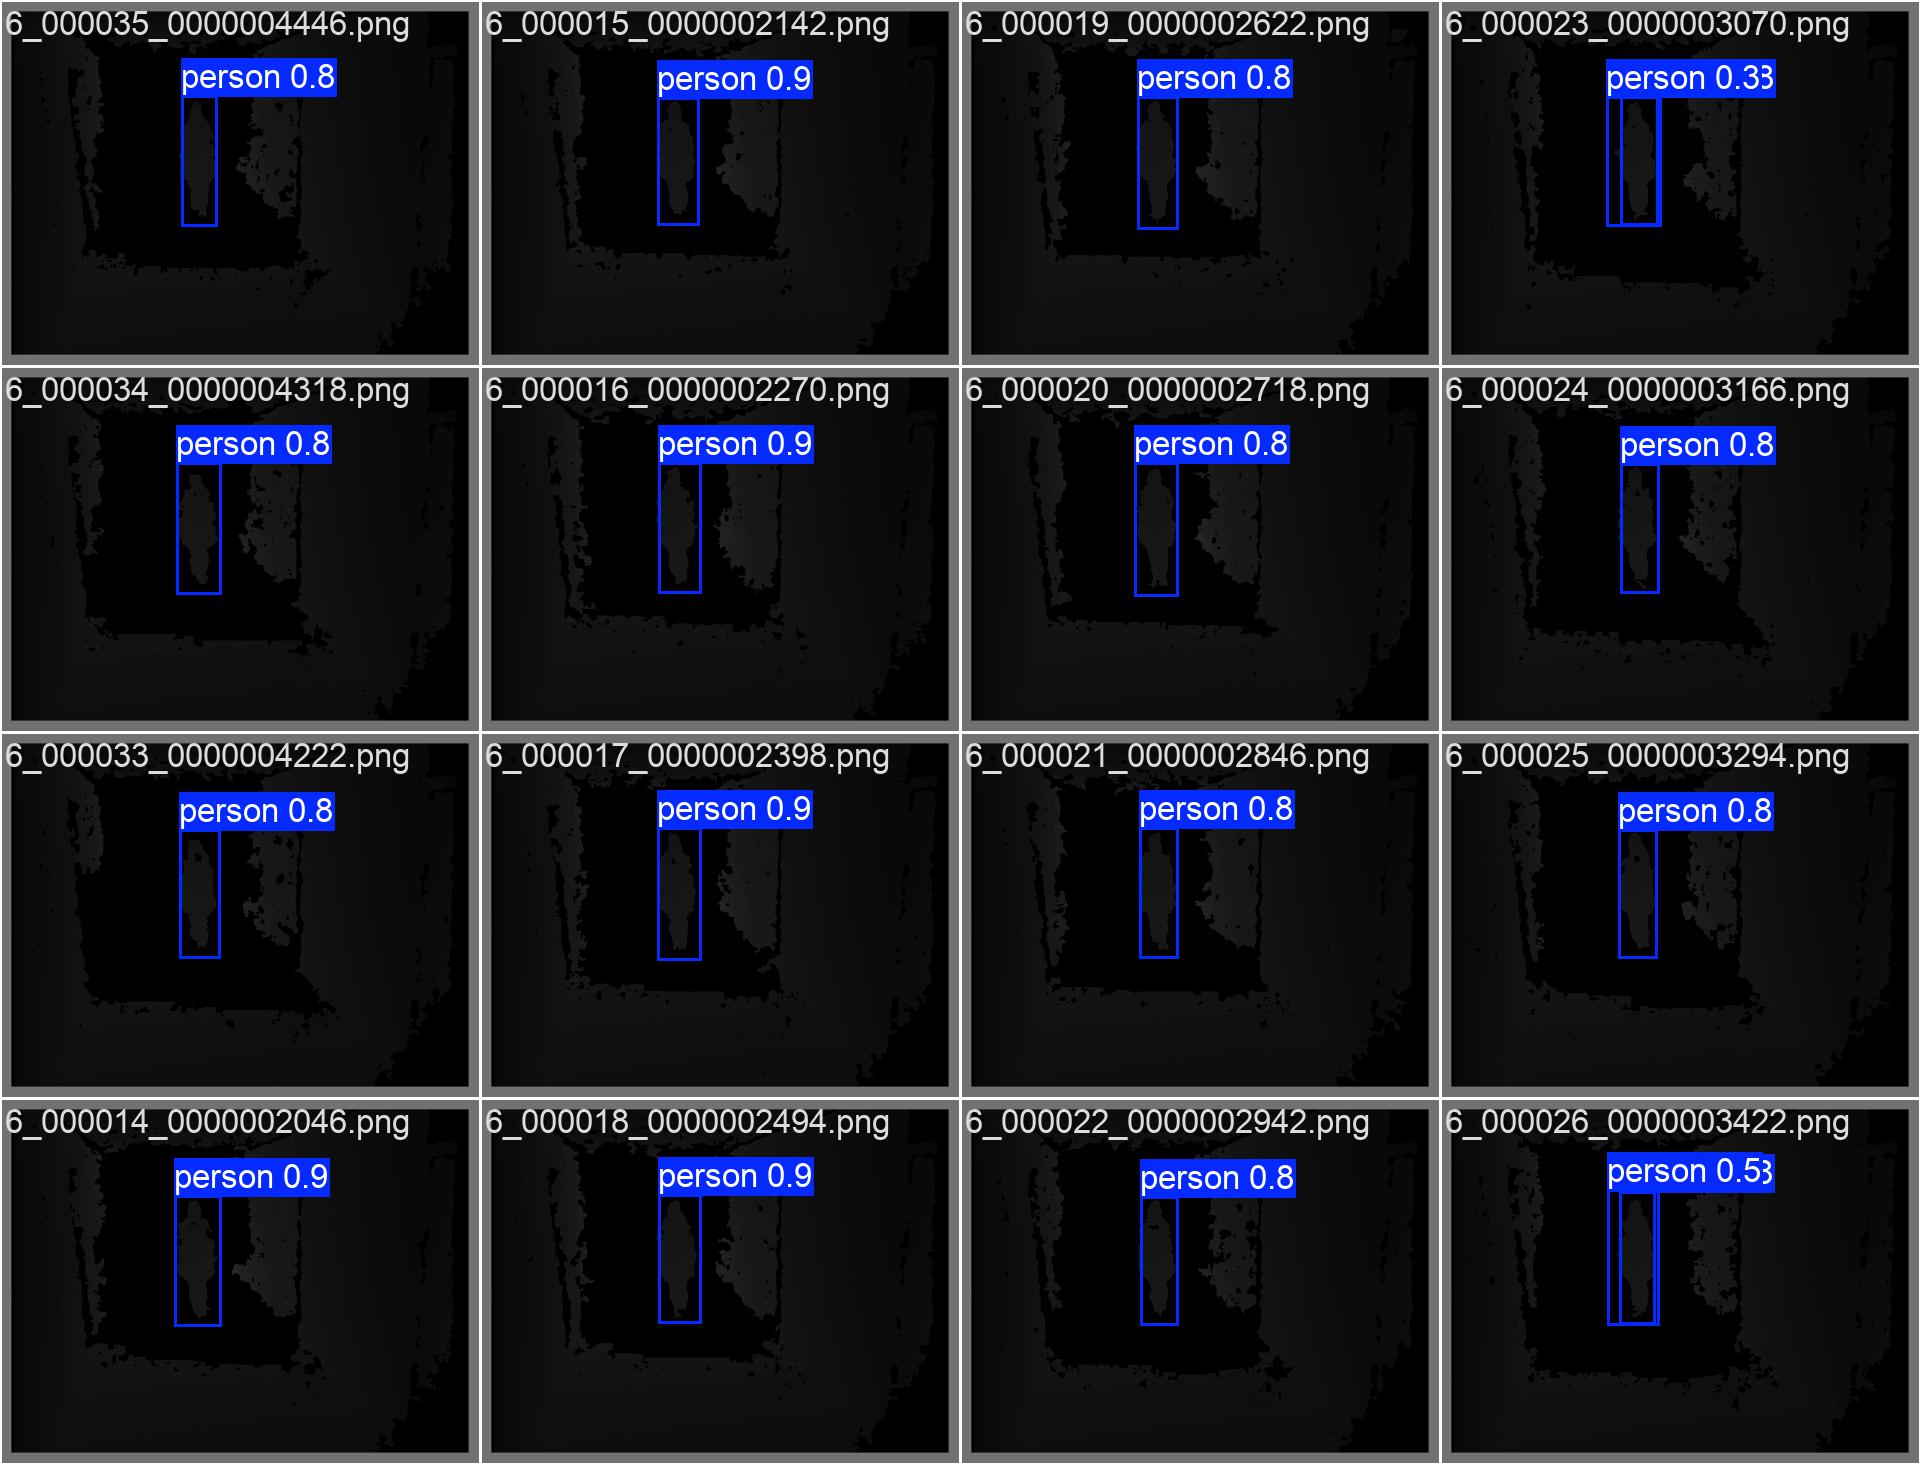 6_000035_0000004446.png
person 0.8
6_000015_0000002142.png
person 0.9
6_000019_0000002622.png
person 0.8
6_000023_0000003070.png
person 0.3
6_000034_0000004318.png
person 0.8
6_000016_0000002270.png
person 0.9
6_000020_0000002718.png
person 0.8
6_000024_0000003166.png
person 0.8
6_000033_0000004222.png
person 0.8
6_000017_0000002398.png
person 0.9
6_000021_0000002846.png
person 0.8
6_000025_0000003294.png
person 0.8
6_000014_0000002046.png
person 0.9
6_000018_0000002494.png
person 0.9
6_000022_0000002942.png
person 0.8
6_000026_0000003422.png
person 0.5